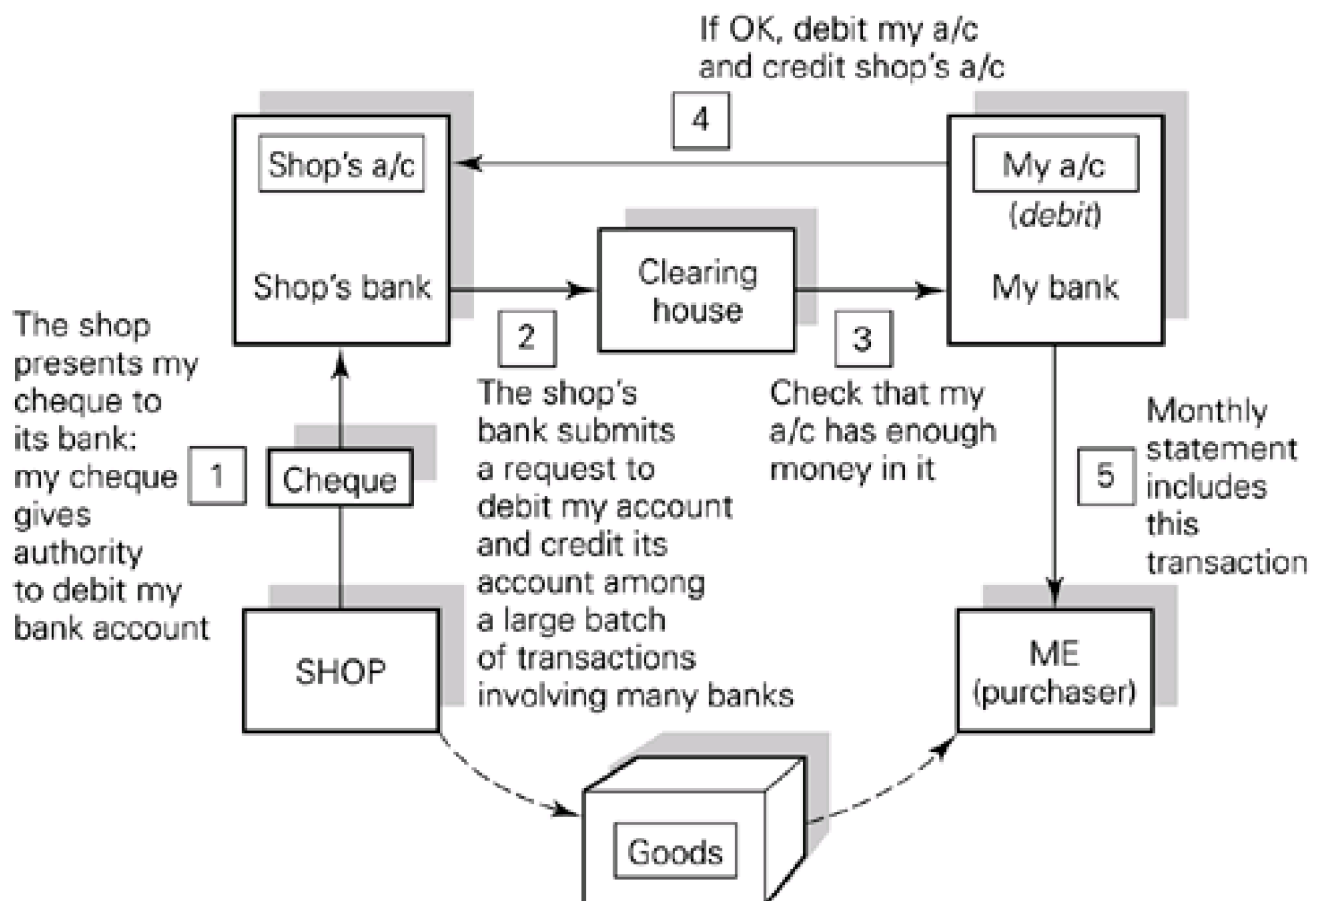 If OK, debit my a/c
and credit shop's a/c
4
Shop's a/c
My a/c
(debit)
Shop's bank
Clearing
house
My bank
The shop
presents my
cheque to
its bank:
my cheque
gives
authority
to debit my
bank account
1
Cheque
2
The shop's
bank submits
a request to
debit my account
and credit its
account among
a large batch
of transactions
involving many banks
3
Check that my
a/c has enough
money in it
5
Monthly
statement
includes
this
transaction
SHOP
ME
(purchaser)
Goods